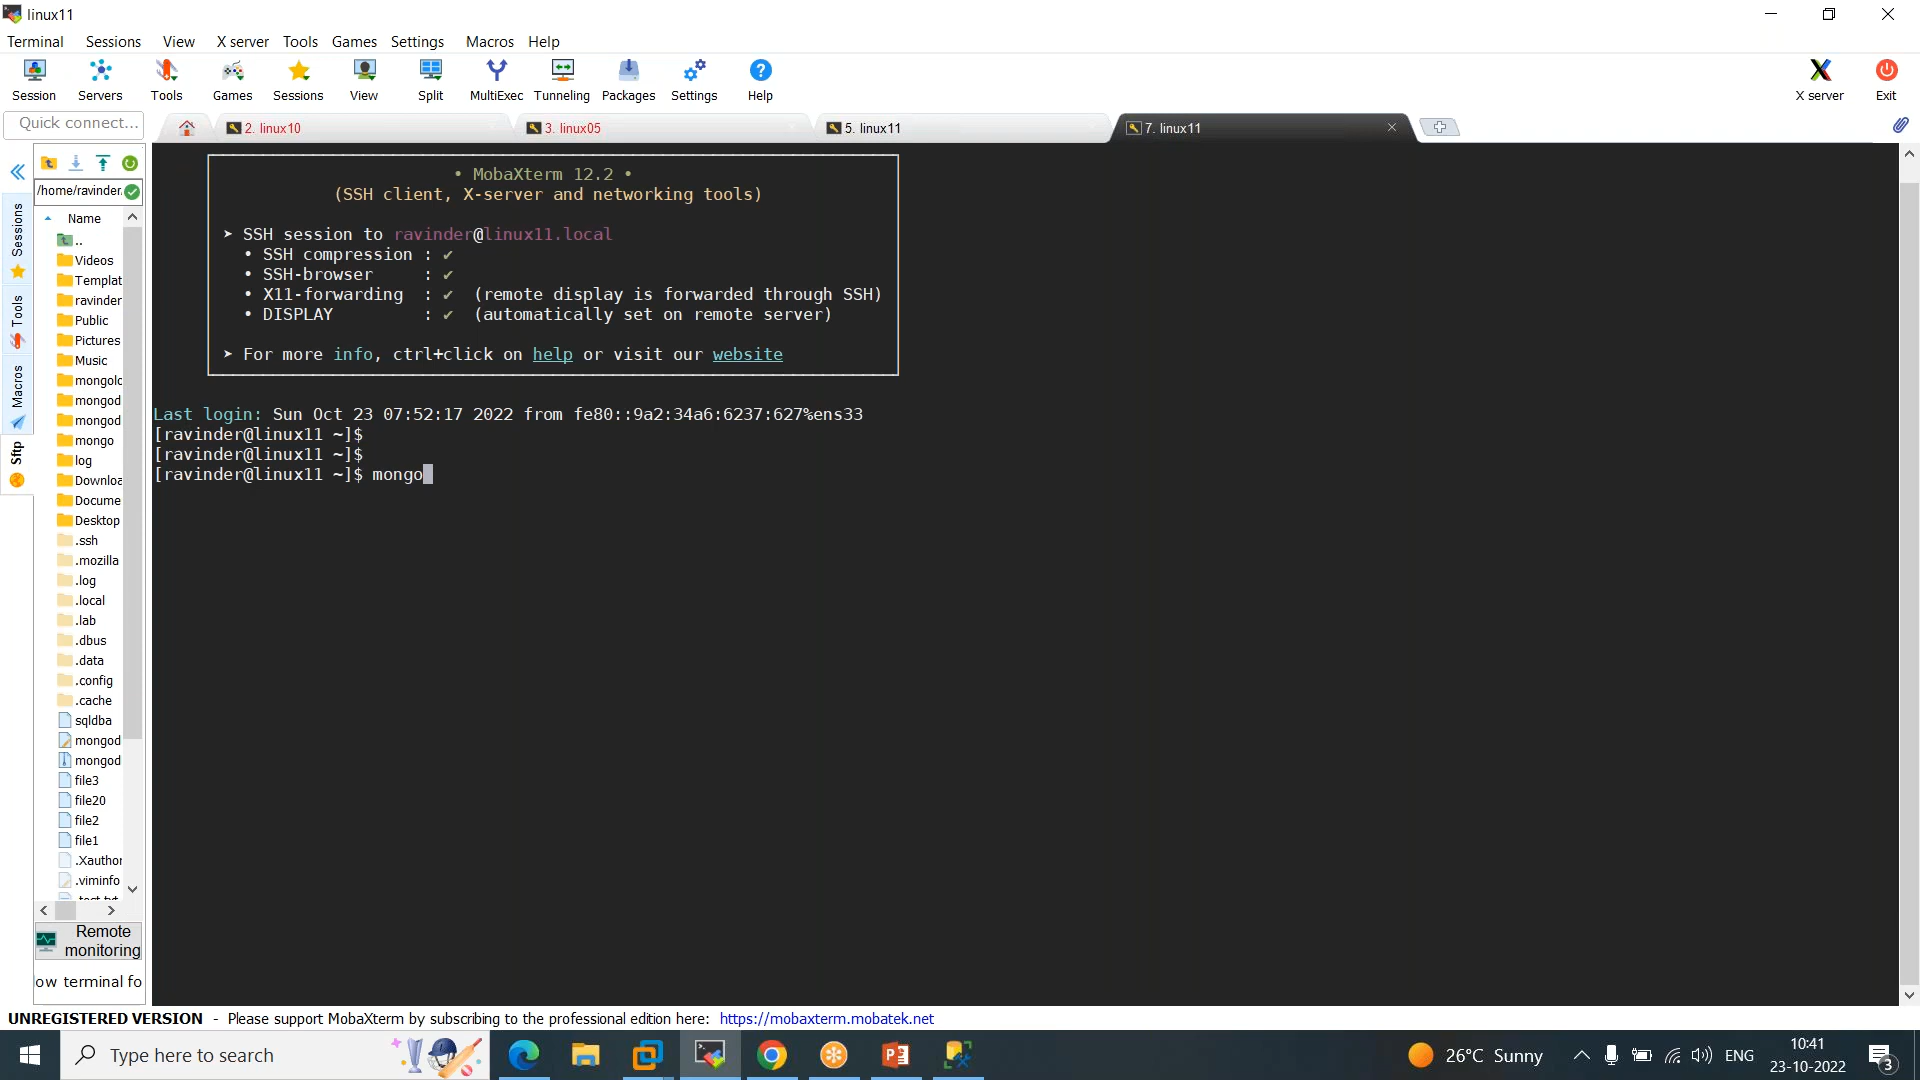 linux11
Terminal Sessions View X server Tools Games Settings Macros Help
Session Servers Tools Games Sessions View Split MultiExec Tunneling Packages Settings Help X server Exit
Quick connect...
2. linux10
3. linux05
5. linux11
7. linux11
/home/ravinder
Name
..
Videos
Templat
ravinder
Public
Pictures
Music
mongolo
mongod
mongod
mongo
log
Downloa
Docume
Desktop
.ssh
.mozilla
.log
.local
.lab
.dbus
.data
.config
.cache
sqldba
mongod
mongod
file3
file20
file2
file1
.Xauthor
.viminfo
Sessions
Tools
Macros
Sftp
Remote
monitoring
ow terminal fo
• MobaXterm 12.2 •
(SSH client, X-server and networking tools)
➤ SSH session to ravinder@linux11.local
• SSH compression : ✔
• SSH-browser : ✔
• X11-forwarding : ✔ (remote display is forwarded through SSH)
• DISPLAY : ✔ (automatically set on remote server)
➤ For more info, ctrl+click on help or visit our website
Last login: Sun Oct 23 07:52:17 2022 from fe80::9a2:34a6:6237:627%ens33
[ravinder@linux11 ~]$
[ravinder@linux11 ~]$
[ravinder@linux11 ~]$ mongo
UNREGISTERED VERSION - Please support MobaXterm by subscribing to the professional edition here: https://mobaxterm.mobatek.net
Type here to search
26°C Sunny
ENG
10:41
23-10-2022
3